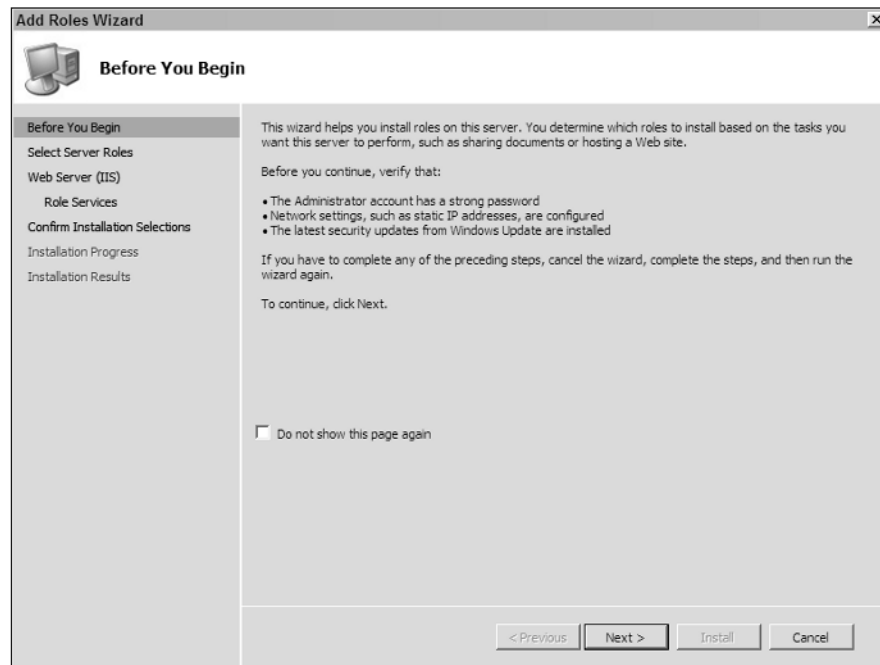 Add Roles Wizard
Before You Begin
Before You Begin
Select Server Roles
Web Server (IIS)
Role Services
Confirm Installation Selections
Installation Progress
Installation Results
This wizard helps you install roles on this server. You determine which roles to install based on the tasks you
want this server to perform, such as sharing documents or hosting a Web site.
Before you continue, verify that:
• The Administrator account has a strong password
• Network settings, such as static IP addresses, are configured
• The latest security updates from Windows Update are installed
If you have to complete any of the preceding steps, cancel the wizard, complete the steps, and then run the
wizard again.
To continue, click Next.
Do not show this page again
< Previous
Next >
Install
Cancel